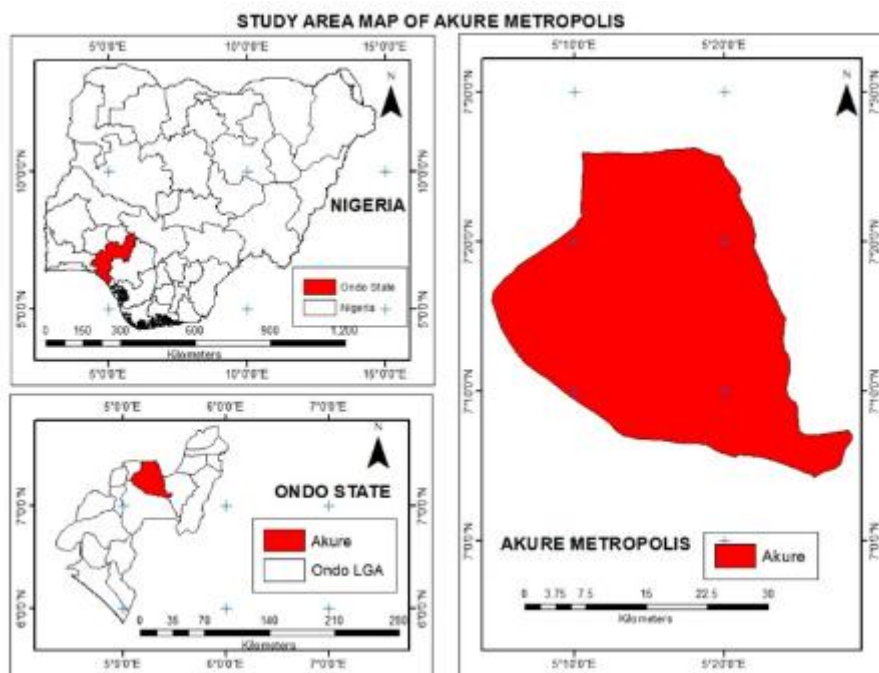 STUDY AREA MAP OF AKURE METROPOLIS
5°0'0"E 10°0'0"E 15°0'0"E
N
10°0'0"N
10°0'0"N
NIGERIA
Ondo State
Nigeria
5°0'0"N
5°0'0"N
0 150 300 600 900 1,200
Kilometers
5°0'0"E 10°0'0"E 15°0'0"E
5°0'0"E 6°0'0"E 7°0'0"E
N
ONDO STATE
7°0'0"N
7°0'0"N
Akure
Ondo LGA
6°0'0"N
6°0'0"N
0 35 70 140 210 280
Kilometers
5°0'0"E 6°0'0"E 7°0'0"E
5°10'0"E 5°20'0"E
N
7°30'0"N
7°30'0"N
7°20'0"N
7°20'0"N
7°10'0"N
7°10'0"N
7°0'0"N
7°0'0"N
AKURE METROPOLIS
Akure
0 3.75 7.5 15 22.5 30
Kilometers
5°10'0"E 5°20'0"E